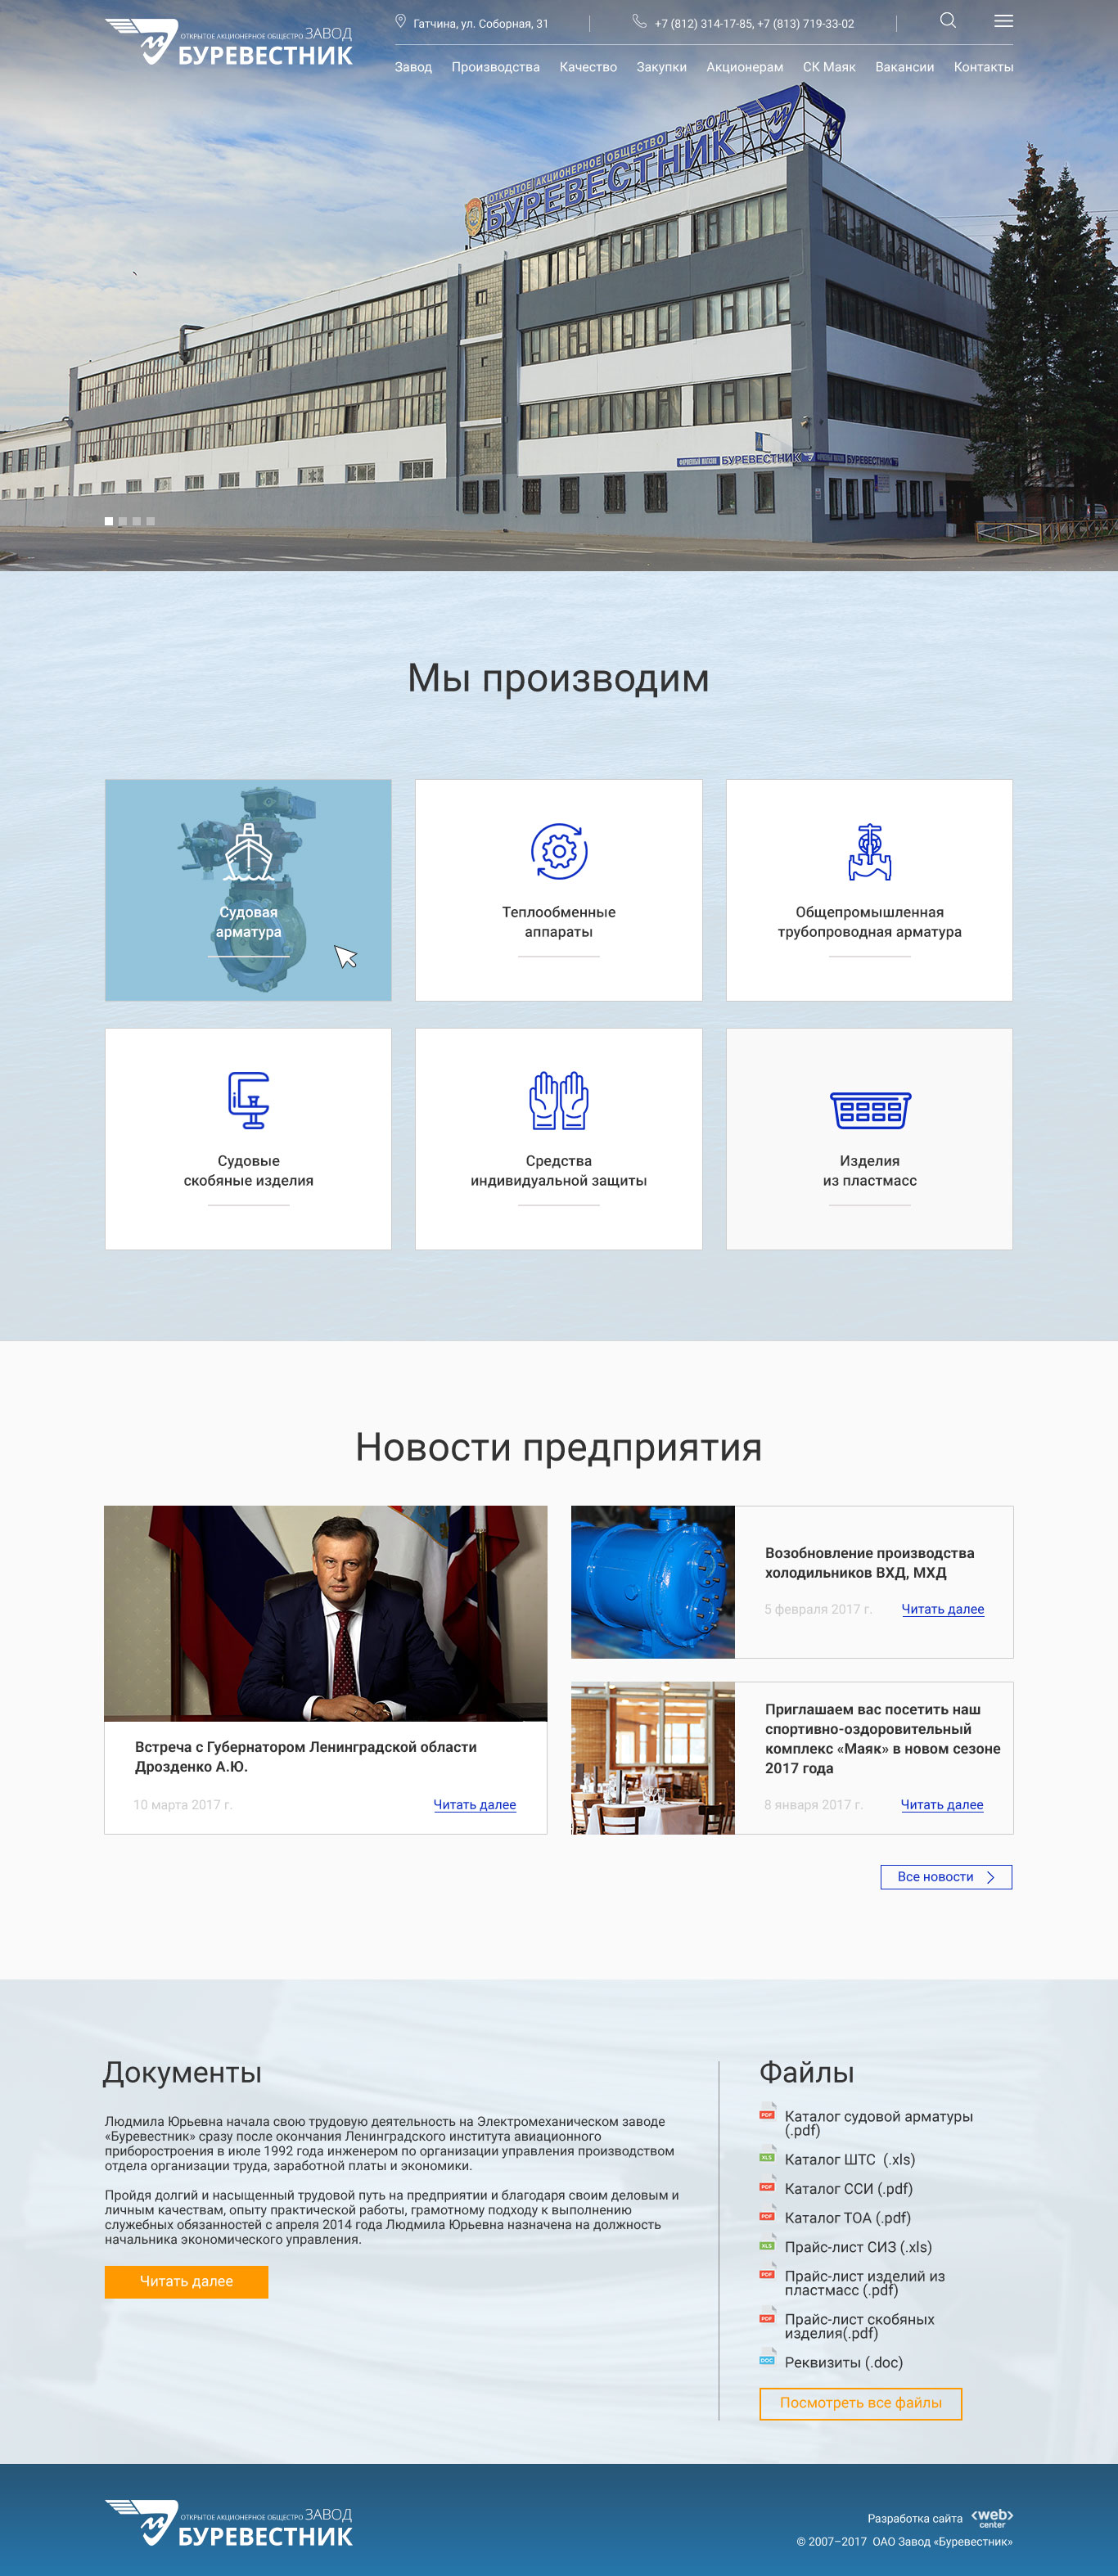 ОТКРЫТОЕ АКЦИОНЕРНОЕ ОБЩЕСТВО ЗАВОД
БУРЕВЕСТНИК
Гатчина, ул. Соборная, 31
+7 (812) 314-17-85, +7 (813) 719-33-02
Завод Производства Качество Закупки Акционерам СК Маяк Вакансии Контакты
ОТКРЫТОЕ АКЦИОНЕРНОЕ ОБЩЕСТВО ЗАВОД
БУРЕВЕСТНИК
БУРЕВЕСТНИК
БУРЕВЕСТНИК
Мы производим
Судовая
арматура
Теплообменные
аппараты
Общепромышленная
трубопроводная арматура
Судовые
скобяные изделия
Средства
индивидуальной защиты
Изделия
из пластмасс
Новости предприятия
Встреча с Губернатором Ленинградской области
Дрозденко А.Ю.
10 марта 2017 г.
Читать далее
Возобновление производства
холодильников ВХД, МХД
5 февраля 2017 г.
Читать далее
Приглашаем вас посетить наш
спортивно-оздоровительный
комплекс «Маяк» в новом сезоне
2017 года
8 января 2017 г.
Читать далее
Все новости
Документы
Людмила Юрьевна начала свою трудовую деятельность на Электромеханическом заводе
«Буревестник» сразу после окончания Ленинградского института авиационного
приборостроения в июле 1992 года инженером по организации управления производством
отдела организации труда, заработной платы и экономики.
Пройдя долгий и насыщенный трудовой путь на предприятии и благодаря своим деловым и
личным качествам, опыту практической работы, грамотному подходу к выполнению
служебных обязанностей с апреля 2014 года Людмила Юрьевна назначена на должность
начальника экономического управления.
Читать далее
Файлы
PDF Каталог судовой арматуры
(.pdf)
XLS Каталог ШТС (.xls)
PDF Каталог ССИ (.pdf)
PDF Каталог ТОА (.pdf)
XLS Прайс-лист СИЗ (.xls)
PDF Прайс-лист изделий из
пластмасс (.pdf)
PDF Прайс-лист скобяных
изделия(.pdf)
DOC Реквизиты (.doc)
Посмотреть все файлы
ОТКРЫТОЕ АКЦИОНЕРНОЕ ОБЩЕСТВО ЗАВОД
БУРЕВЕСТНИК
Разработка сайта <web>
center
© 2007–2017 ОАО Завод «Буревестник»